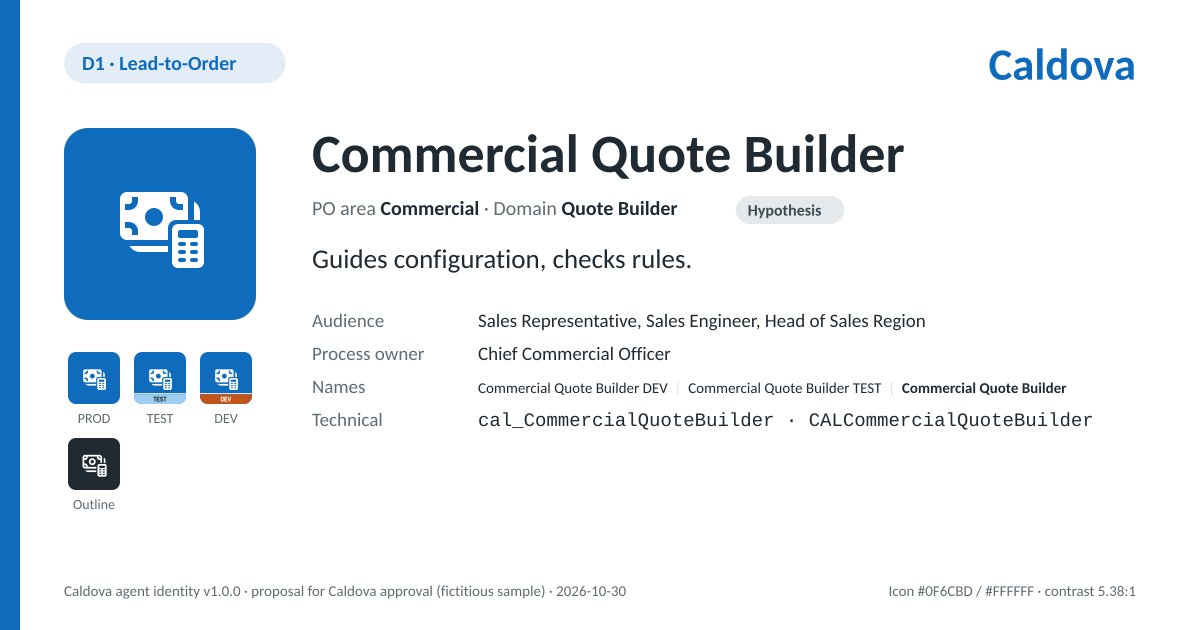 D1 · Lead-to-Order
Caldova
Commercial Quote Builder
PO area Commercial · Domain Quote Builder
Hypothesis
Guides configuration, checks rules.
Audience
Sales Representative, Sales Engineer, Head of Sales Region
Process owner
Chief Commercial Officer
Names
Commercial Quote Builder DEV | Commercial Quote Builder TEST | Commercial Quote Builder
Technical
cal_CommercialQuoteBuilder · CALCommercialQuoteBuilder
TEST
DEV
PROD
TEST
DEV
Outline
Caldova agent identity v1.0.0 · proposal for Caldova approval (fictitious sample) · 2026-10-30
Icon #0F6CBD / #FFFFFF · contrast 5.38:1